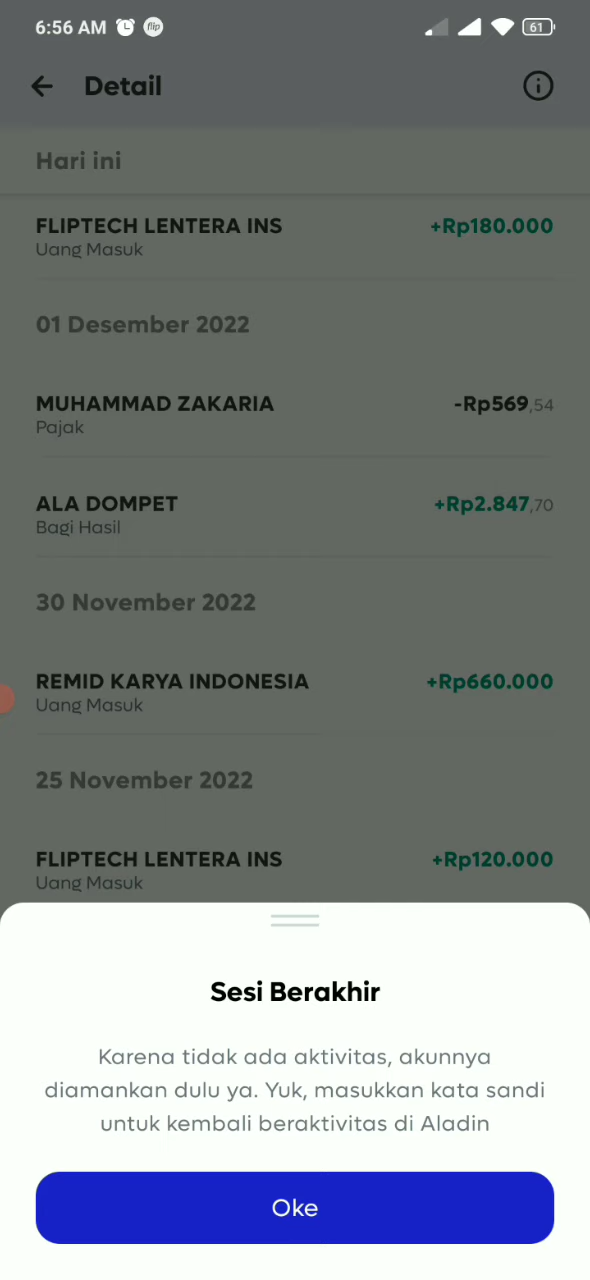 6:56 AM flip 61
Detail
Hari ini
FLIPTECH LENTERA INS +Rp180.000
Uang Masuk
01 Desember 2022
MUHAMMAD ZAKARIA -Rp569,54
Pajak
ALA DOMPET +Rp2.847,70
Bagi Hasil
30 November 2022
REMID KARYA INDONESIA +Rp660.000
Uang Masuk
25 November 2022
FLIPTECH LENTERA INS +Rp120.000
Uang Masuk
Sesi Berakhir
Karena tidak ada aktivitas, akunnya
diamankan dulu ya. Yuk, masukkan kata sandi
untuk kembali beraktivitas di Aladin
Oke